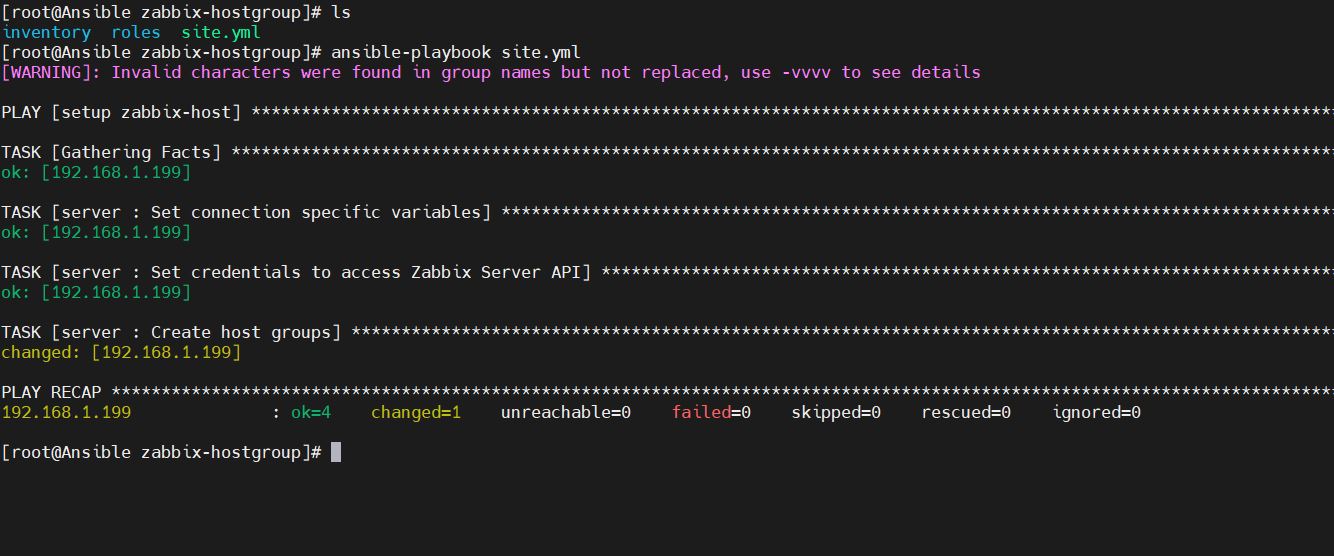 [root@Ansible zabbix-hostgroup]# ls
inventory  roles  site.yml
[root@Ansible zabbix-hostgroup]# ansible-playbook site.yml
[WARNING]: Invalid characters were found in group names but not replaced, use -vvvv to see details
PLAY [setup zabbix-host] ************************************************************************************************************
TASK [Gathering Facts] **************************************************************************************************************
ok: [192.168.1.199]
TASK [server : Set connection specific variables] ***********************************************************************************
ok: [192.168.1.199]
TASK [server : Set credentials to access Zabbix Server API] *************************************************************************
ok: [192.168.1.199]
TASK [server : Create host groups] **************************************************************************************************
changed: [192.168.1.199]
PLAY RECAP **************************************************************************************************************************
192.168.1.199              : ok=4    changed=1    unreachable=0    failed=0    skipped=0    rescued=0    ignored=0
[root@Ansible zabbix-hostgroup]#